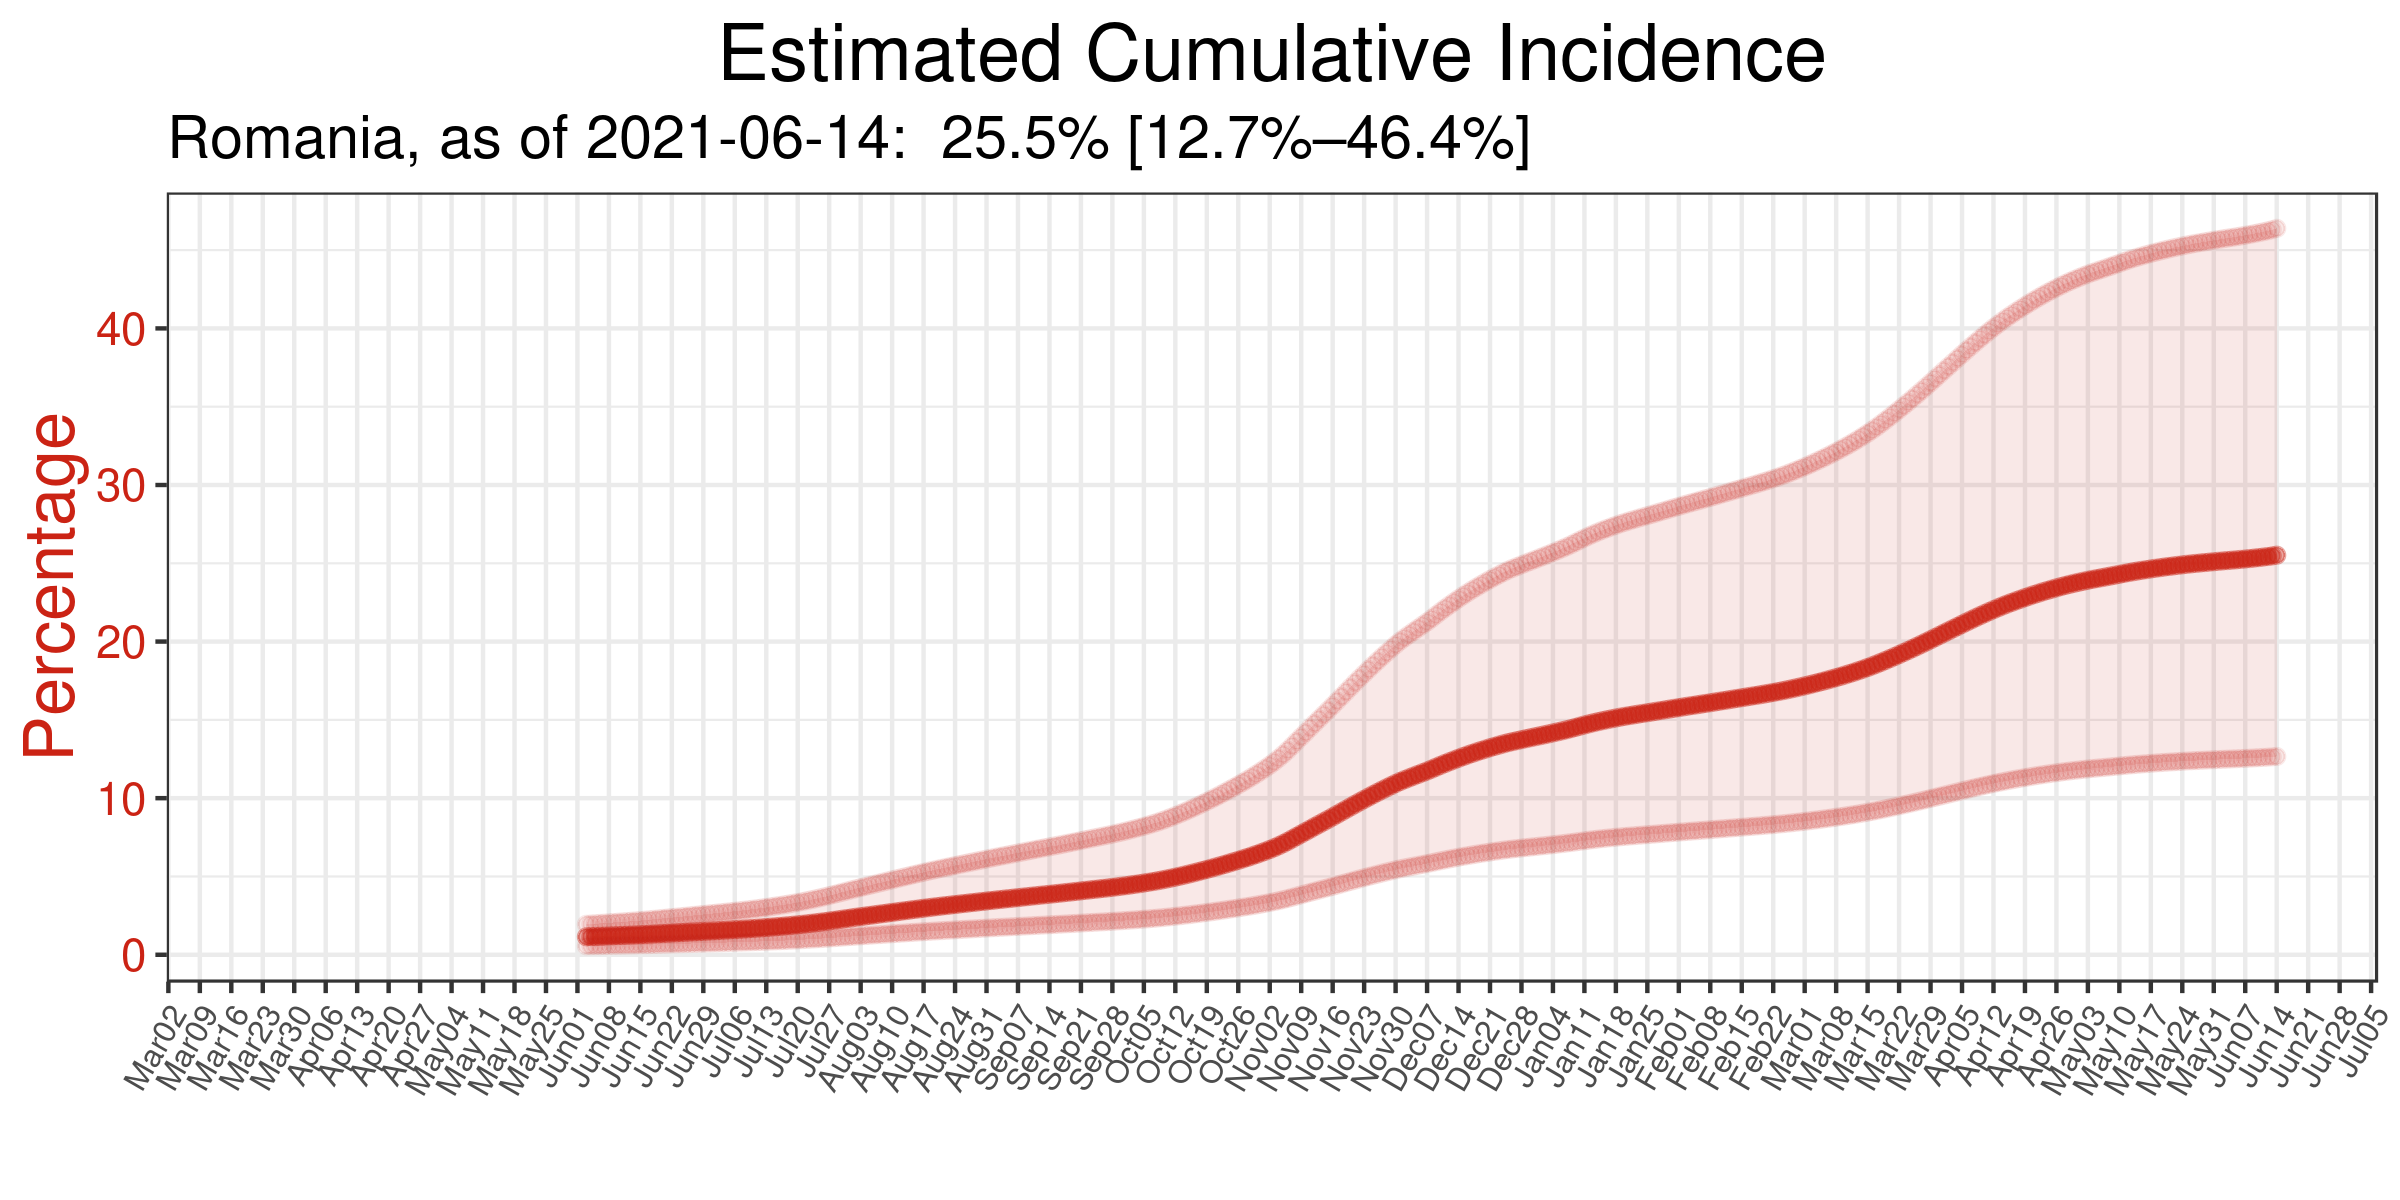 Estimated Cumulative Incidence
Romania, as of 2021-06-14: 25.5% [12.7%–46.4%]
Percentage
40
30
20
10
0
Mar02
Mar09
Mar16
Mar23
Mar30
Apr06
Apr13
Apr20
Apr27
May04
May11
May18
May25
Jun01
Jun08
Jun15
Jun22
Jun29
Jul06
Jul13
Jul20
Jul27
Aug03
Aug10
Aug17
Aug24
Aug31
Sep07
Sep14
Sep21
Sep28
Oct05
Oct12
Oct19
Oct26
Nov02
Nov09
Nov16
Nov23
Nov30
Dec07
Dec14
Dec21
Dec28
Jan04
Jan11
Jan18
Jan25
Feb01
Feb08
Feb15
Feb22
Mar01
Mar08
Mar15
Mar22
Mar29
Apr05
Apr12
Apr19
Apr26
May03
May10
May17
May24
May31
Jun07
Jun14
Jun21
Jun28
Jul05